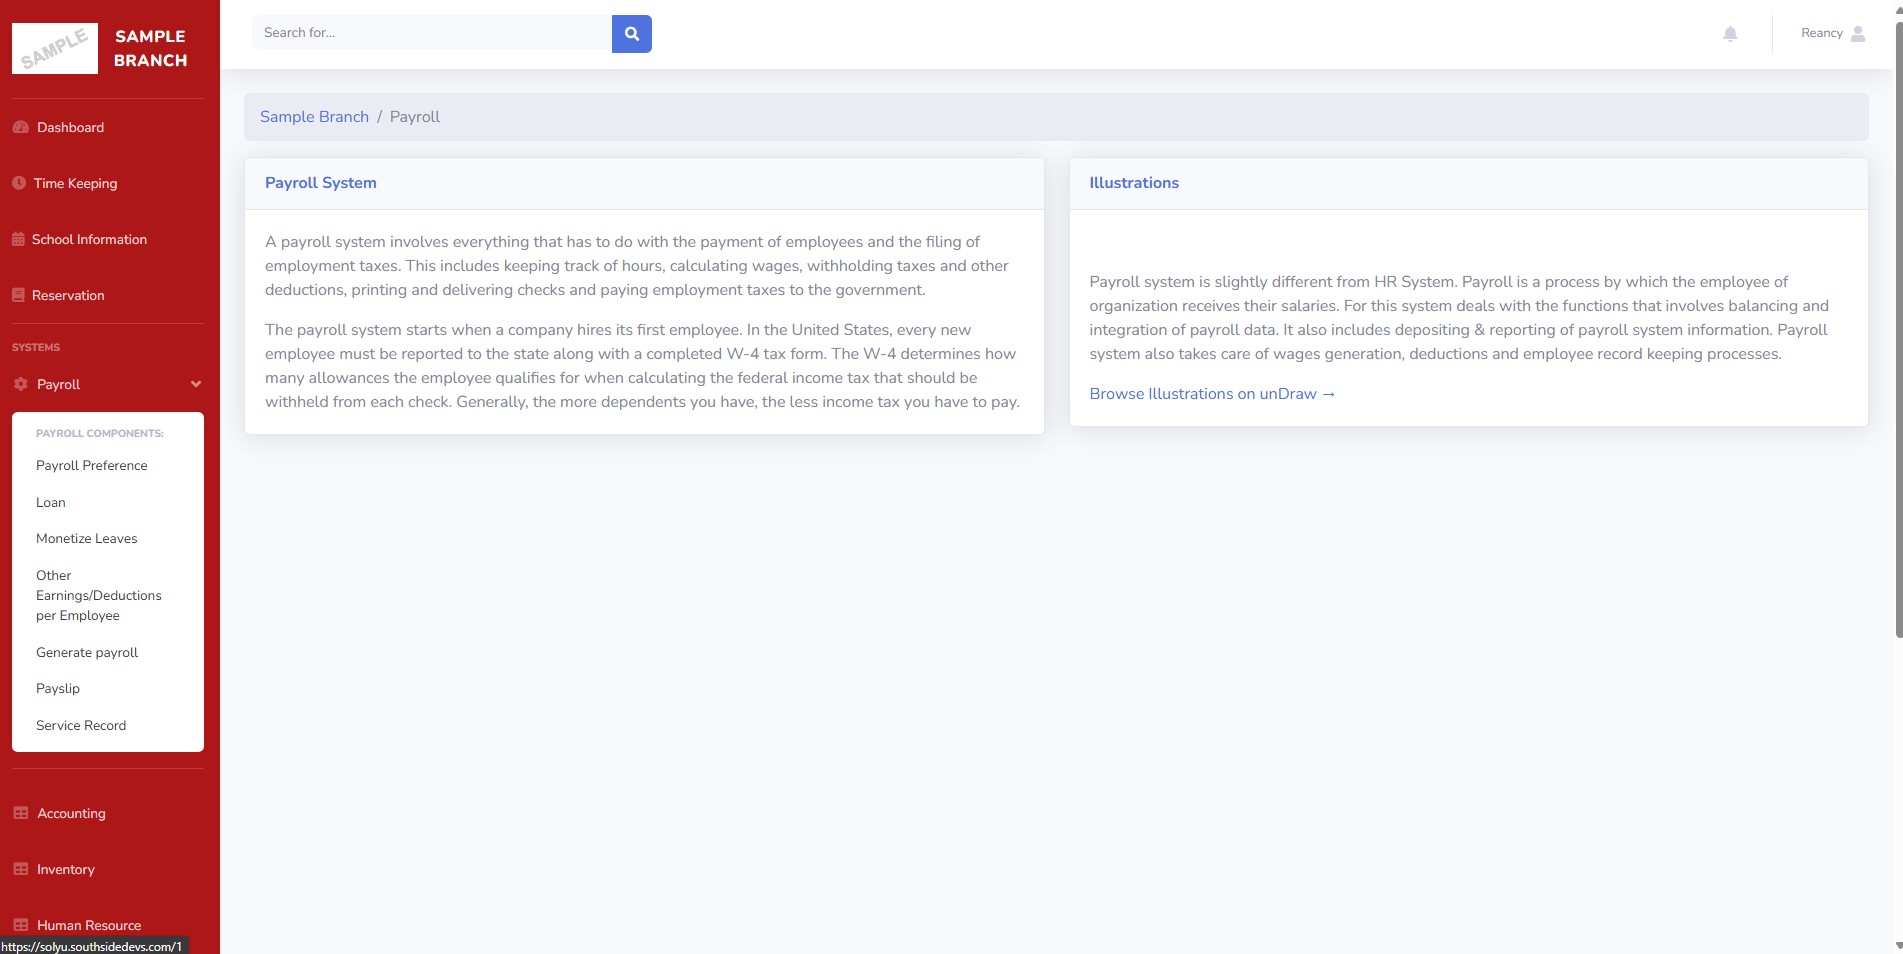 SAMPLE
SAMPLE
BRANCH
Dashboard
Time Keeping
School Information
Reservation
SYSTEMS
Payroll
PAYROLL COMPONENTS:
Payroll Preference
Loan
Monetize Leaves
Other
Earnings/Deductions
per Employee
Generate payroll
Payslip
Service Record
Accounting
Inventory
Human Resource
https://solyu.southsidedevs.com/1
Search for...
Reancy
Sample Branch / Payroll
Payroll System
A payroll system involves everything that has to do with the payment of employees and the filing of
employment taxes. This includes keeping track of hours, calculating wages, withholding taxes and other
deductions, printing and delivering checks and paying employment taxes to the government.
The payroll system starts when a company hires its first employee. In the United States, every new
employee must be reported to the state along with a completed W-4 tax form. The W-4 determines how
many allowances the employee qualifies for when calculating the federal income tax that should be
withheld from each check. Generally, the more dependents you have, the less income tax you have to pay.
Illustrations
Payroll system is slightly different from HR System. Payroll is a process by which the employee of
organization receives their salaries. For this system deals with the functions that involves balancing and
integration of payroll data. It also includes depositing & reporting of payroll system information. Payroll
system also takes care of wages generation, deductions and employee record keeping processes.
Browse Illustrations on unDraw →